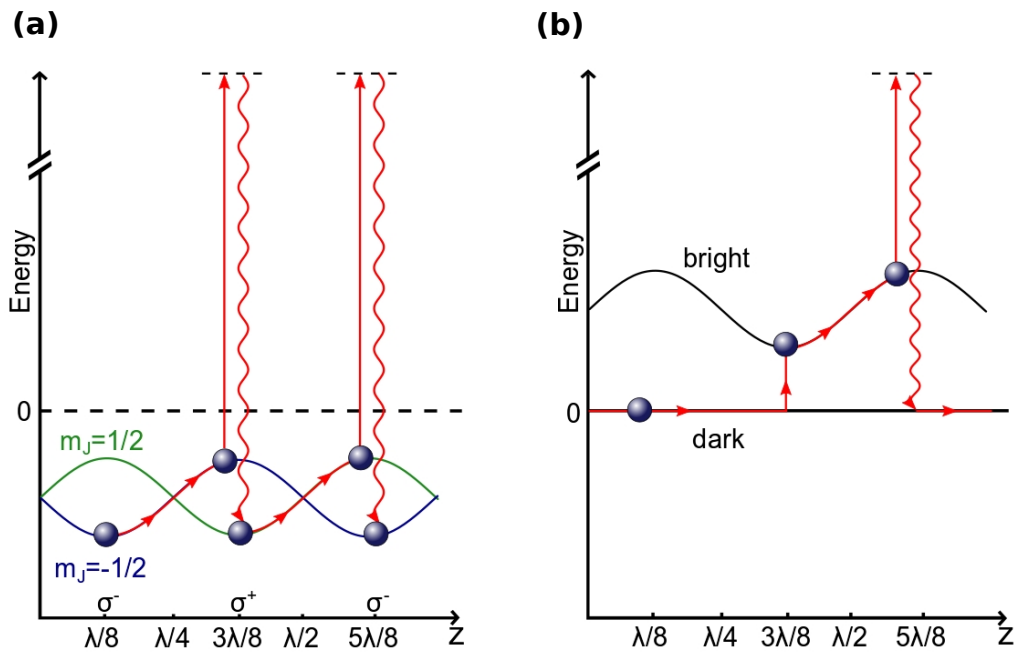 (a)
Energy
0
m_J=1/2
m_J=-1/2
σ⁻ σ⁺ σ⁻
λ/8 λ/4 3λ/8 λ/2 5λ/8 z
(b)
Energy
bright
0
dark
λ/8 λ/4 3λ/8 λ/2 5λ/8 z